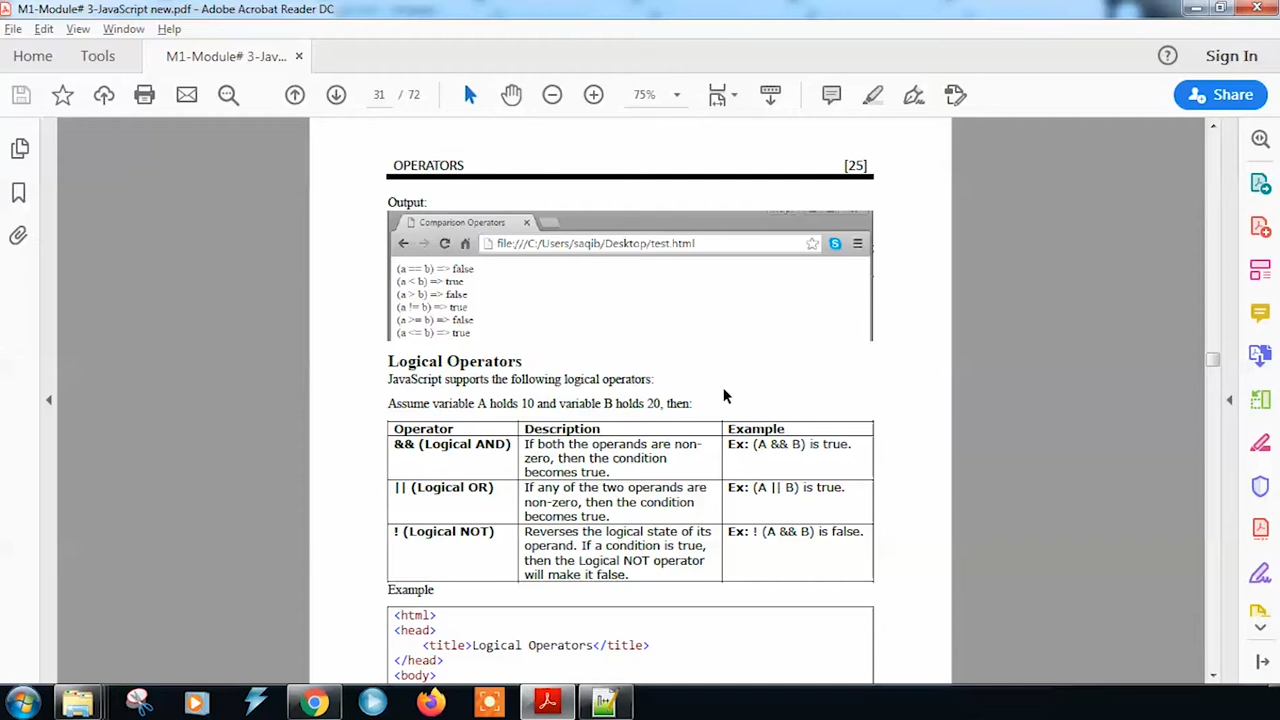 M1-Module# 3-JavaScript new.pdf - Adobe Acrobat Reader DC
File Edit View Window Help
Home Tools M1-Module# 3-Jav... × Sign In
31 / 72 75% Share
OPERATORS [25]
Output:
Comparison Operators ×
file:///C:/Users/saqib/Desktop/test.html
(a == b) => false
(a < b) => true
(a > b) => false
(a != b) => true
(a >= b) => false
(a <= b) => true
Logical Operators
JavaScript supports the following logical operators:
Assume variable A holds 10 and variable B holds 20, then:
Operator Description Example
&& (Logical AND) If both the operands are non- Ex: (A && B) is true.
zero, then the condition
becomes true.
|| (Logical OR) If any of the two operands are Ex: (A || B) is true.
non-zero, then the condition
becomes true.
! (Logical NOT) Reverses the logical state of its Ex: ! (A && B) is false.
operand. If a condition is true,
then the Logical NOT operator
will make it false.
Example
<html>
<head>
<title>Logical Operators</title>
</head>
<body>